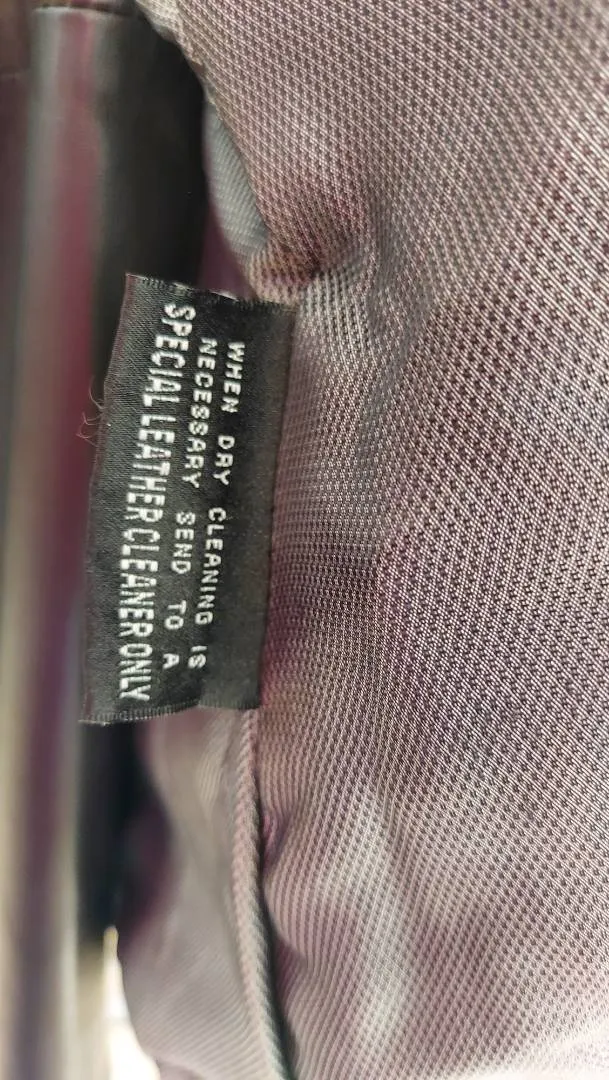 WHEN DRY CLEANING IS
NECESSARY SEND TO A
SPECIAL LEATHER CLEANER ONLY